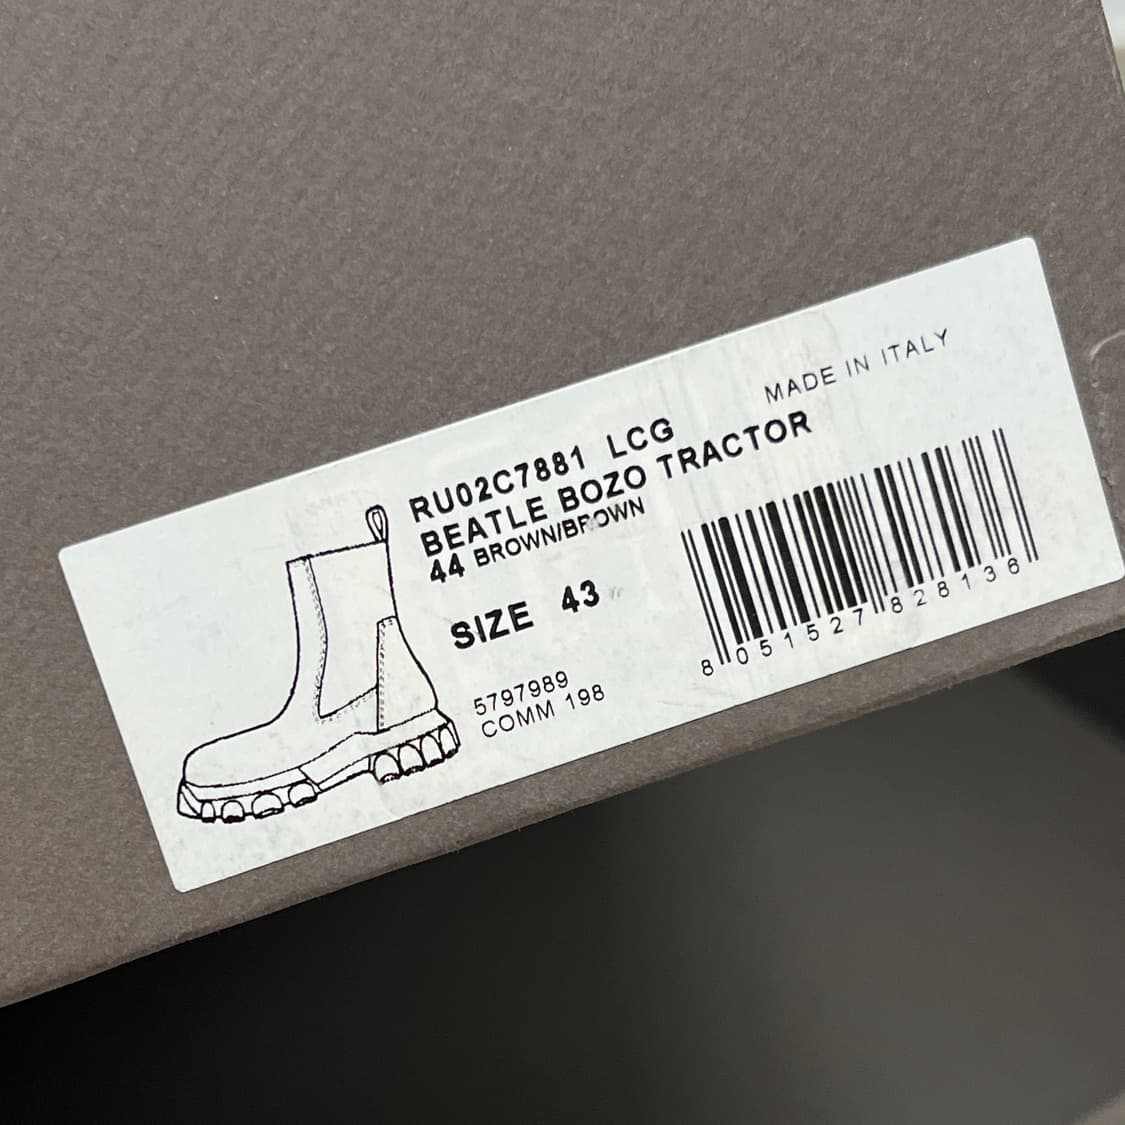 MADE IN ITALY
RU02C7881 LCG
BEATLE BOZO TRACTOR
44 BROWN/BROWN
SIZE 43
5797989
COMM 198
8 051527 828136